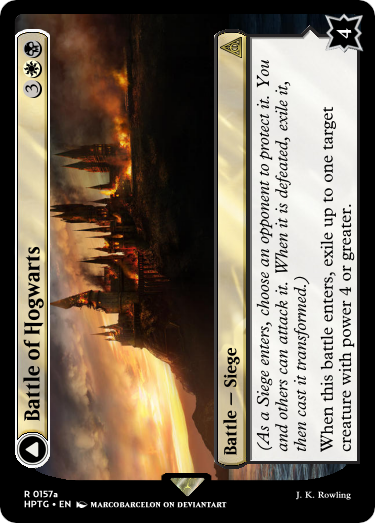 Battle of Hogwarts
3
Battle — Siege
(As a Siege enters, choose an opponent to protect it. You
and others can attack it. When it is defeated, exile it,
then cast it transformed.)
When this battle enters, exile up to one target
creature with power 4 or greater.
4
R 0157a
HPTG • EN MARCOBARCELON ON DEVIANTART
J. K. Rowling